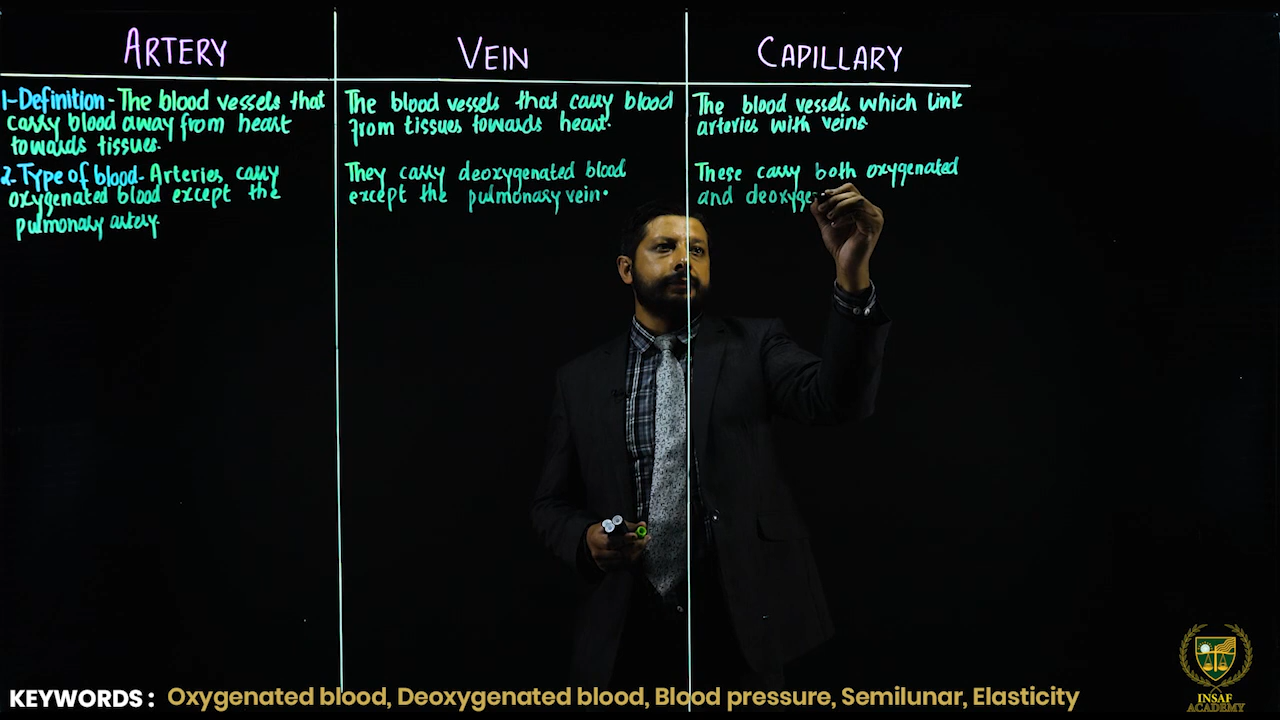 ARTERY
VEIN
CAPILLARY
1-Definition - The blood vessels that
carry blood away from heart
towards tissues.
The blood vessels that carry blood
from tissues towards heart.
The blood vessels which link
arteries with veins
2-Type of blood - Arteries carry
oxygenated blood except the
pulmonary artery.
They carry deoxygenated blood
except the pulmonary vein.
These carry both oxygenated
and deoxyge
KEYWORDS : Oxygenated blood, Deoxygenated blood, Blood pressure, Semilunar, Elasticity
INSAF
ACADEMY